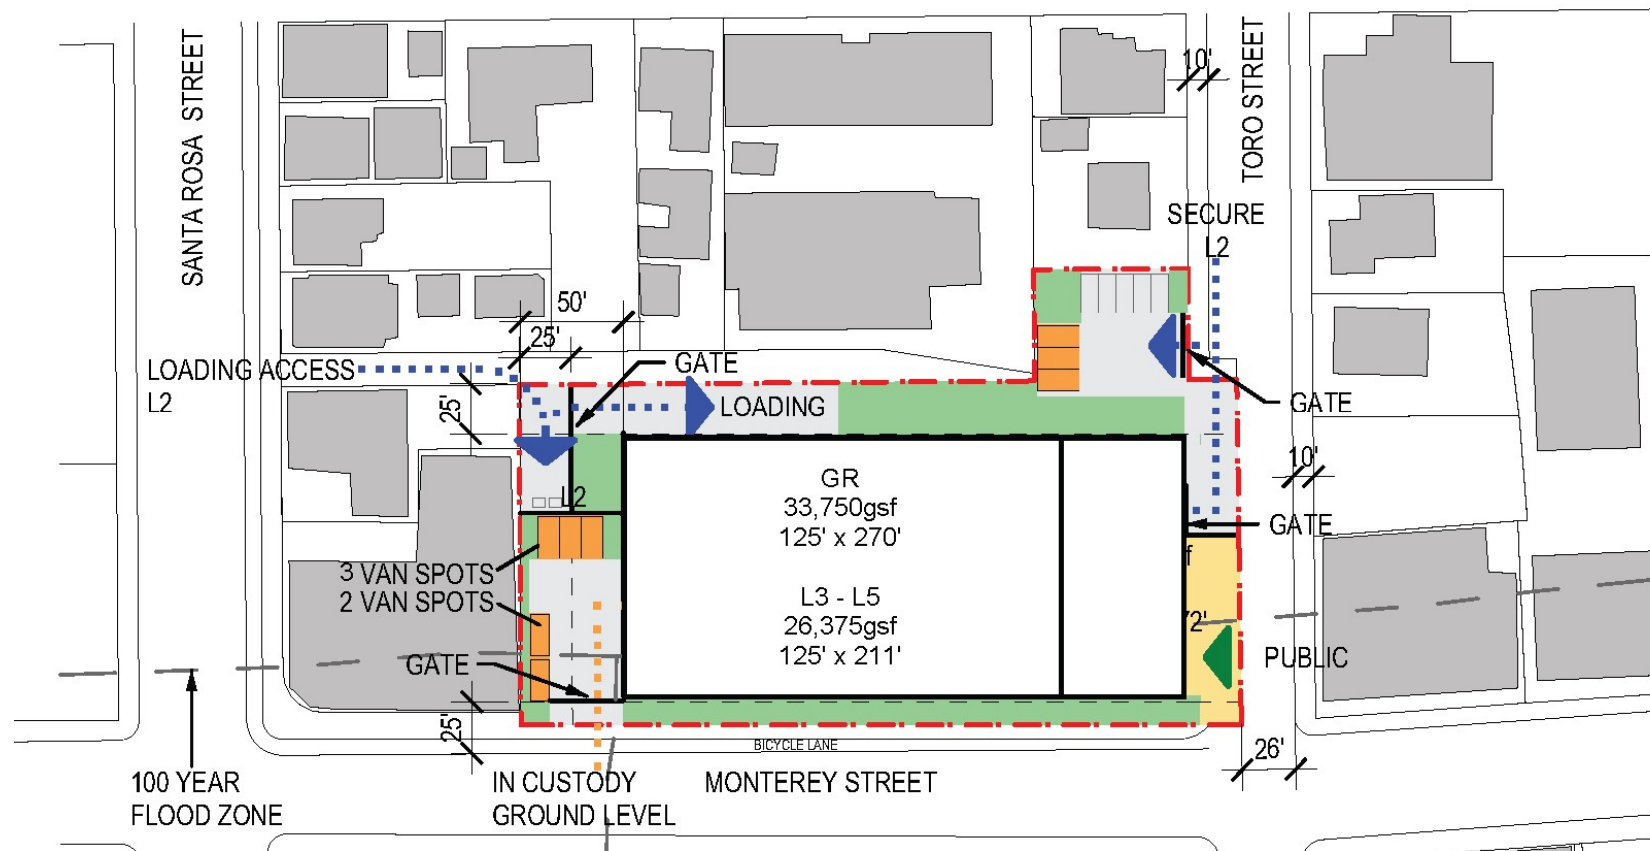 SANTA ROSA STREET
TORO STREET
10'
SECURE
L2
50'
25'
GATE
LOADING ACCESS
L2
25'
LOADING
GATE
GR
33,750gsf
125' x 270'
10'
L2
GATE
f
3 VAN SPOTS
2 VAN SPOTS
L3 - L5
26,375gsf
125' x 211'
72'
GATE
PUBLIC
25'
BICYCLE LANE
26'
100 YEAR
FLOOD ZONE
IN CUSTODY
GROUND LEVEL
MONTEREY STREET